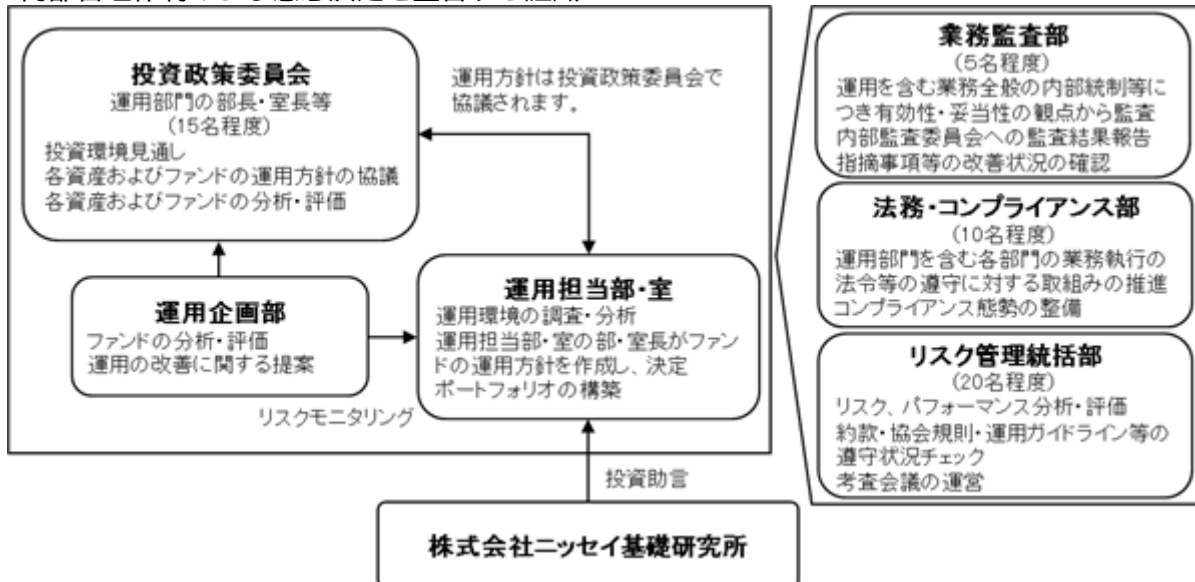 投資政策委員会
運用部門の部長・室長等
(15名程度)
投資環境見通し
各資産およびファンドの運用方針の協議
各資産およびファンドの分析・評価
運用方針は投資政策委員会で
協議されます。
運用企画部
ファンドの分析・評価
運用の改善に関する提案
運用担当部・室
運用環境の調査・分析
運用担当部・室の部・室長がファン
ドの運用方針を作成し、決定
ポートフォリオの構築
リスクモニタリング
投資助言
株式会社ニッセイ基礎研究所
業務監査部
(5名程度)
運用を含む業務全般の内部統制等に
つき有効性・妥当性の観点から監査
内部監査委員会への監査結果報告
指摘事項等の改善状況の確認
法務・コンプライアンス部
(10名程度)
運用部門を含む各部門の業務執行の
法令等の遵守に対する取組みの推進
コンプライアンス態勢の整備
リスク管理統括部
(20名程度)
リスク、パフォーマンス分析・評価
約款・協会規則・運用ガイドライン等の
遵守状況チェック
考査会議の運営